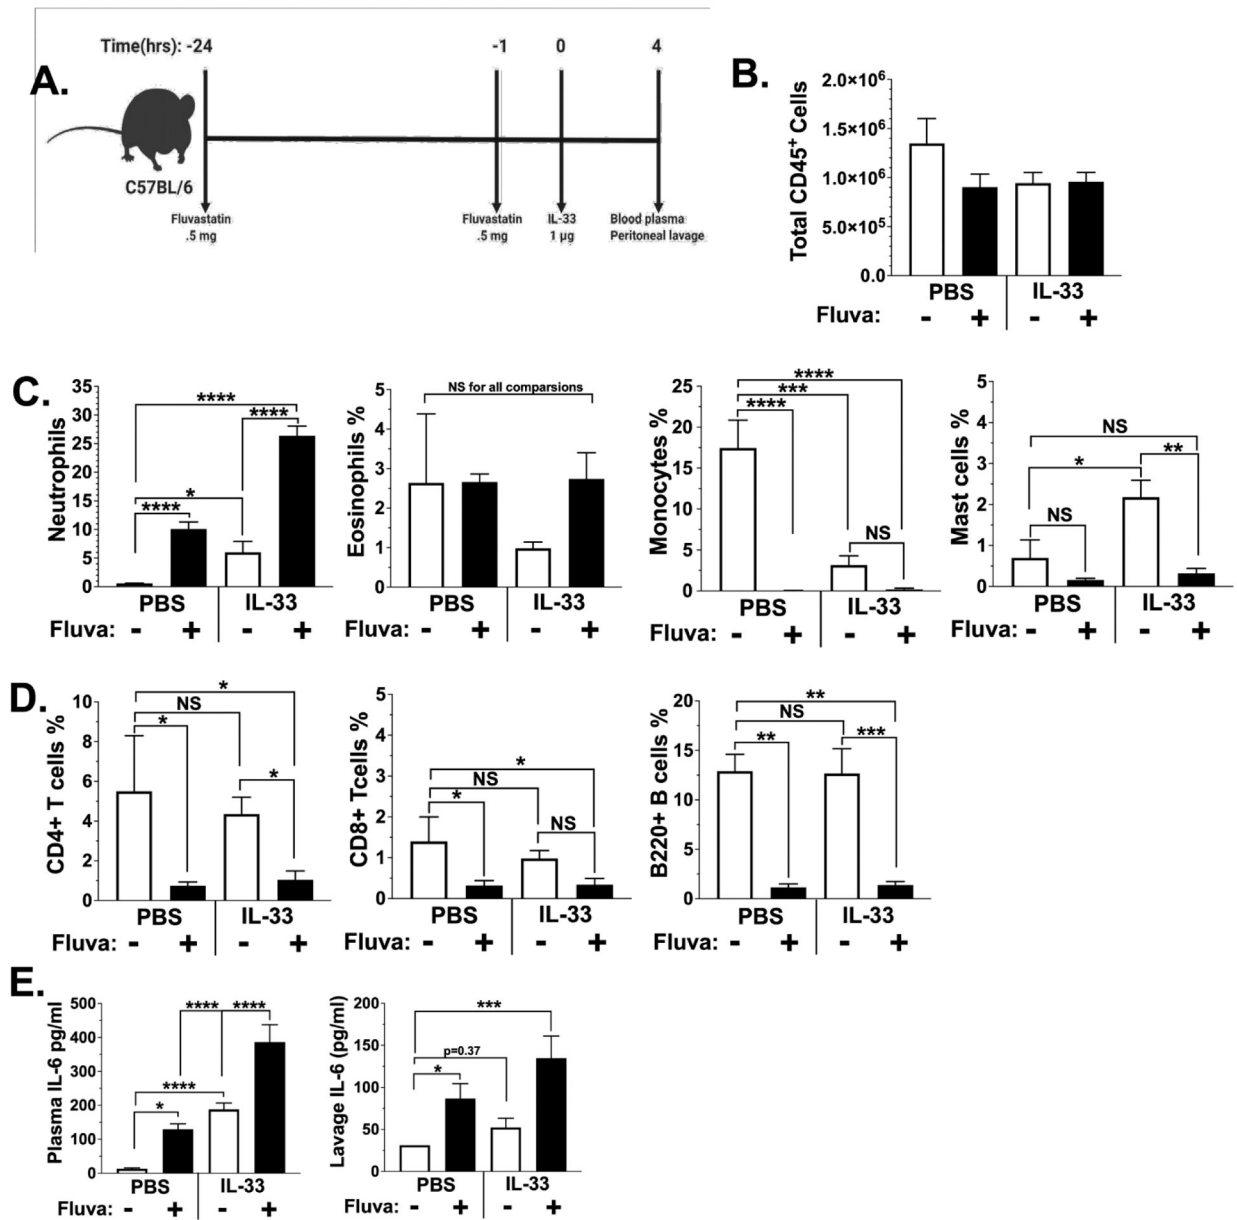 A.
Time(hrs): -24 -1 0 4
C57BL/6
Fluvastatin Fluvastatin IL-33 Blood plasma
.5 mg .5 mg 1 µg Peritoneal lavage
B.
Total CD45+ Cells
2.0×10⁶
1.5×10⁶
1.0×10⁶
5.0×10⁵
0.0
PBS IL-33
Fluva: - + - +
C.
Neutrophils
35
30
25
20
15
10
5
0
****
****
*
****
PBS IL-33
Fluva: - + - +
Eosinophils %
5
4
3
2
1
0
NS for all comparsions
PBS IL-33
Fluva: - + - +
Monocytes %
25
20
15
10
5
0
****
***
****
NS
PBS IL-33
Fluva: - + - +
Mast cells %
5
4
3
2
1
0
NS
**
*
NS
PBS IL-33
Fluva: - + - +
D.
CD4+ T cells %
10
8
6
4
2
0
*
NS
*
*
PBS IL-33
Fluva: - + - +
CD8+ Tcells %
5
4
3
2
1
0
*
NS
*
NS
PBS IL-33
Fluva: - + - +
B220+ B cells %
20
15
10
5
0
**
NS
**
***
PBS IL-33
Fluva: - + - +
E.
Plasma IL-6 pg/ml
500
400
300
200
100
0
**** ****
****
*
PBS IL-33
Fluva: - + - +
Lavage IL-6 (pg/ml)
200
150
100
50
0
***
p=0.37
*
PBS IL-33
Fluva: - + - +